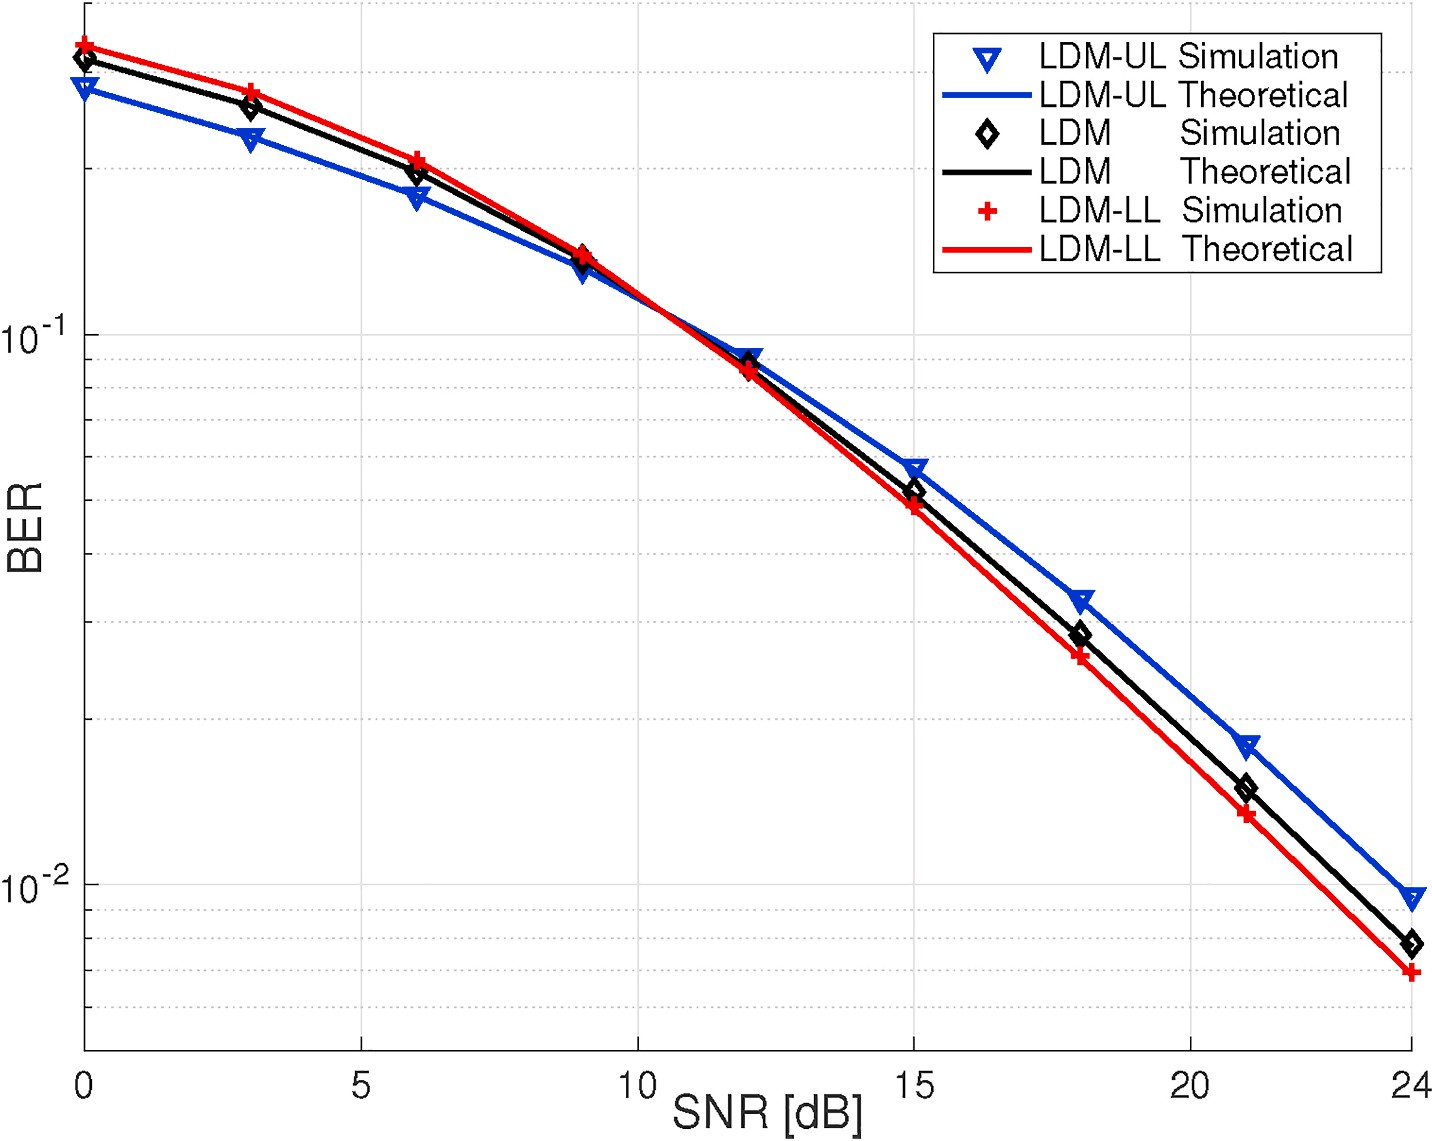 LDM-UL Simulation
LDM-UL Theoretical
LDM Simulation
LDM Theoretical
LDM-LL Simulation
LDM-LL Theoretical
10-1
10-2
BER
0 5 10 15 20 24
SNR [dB]